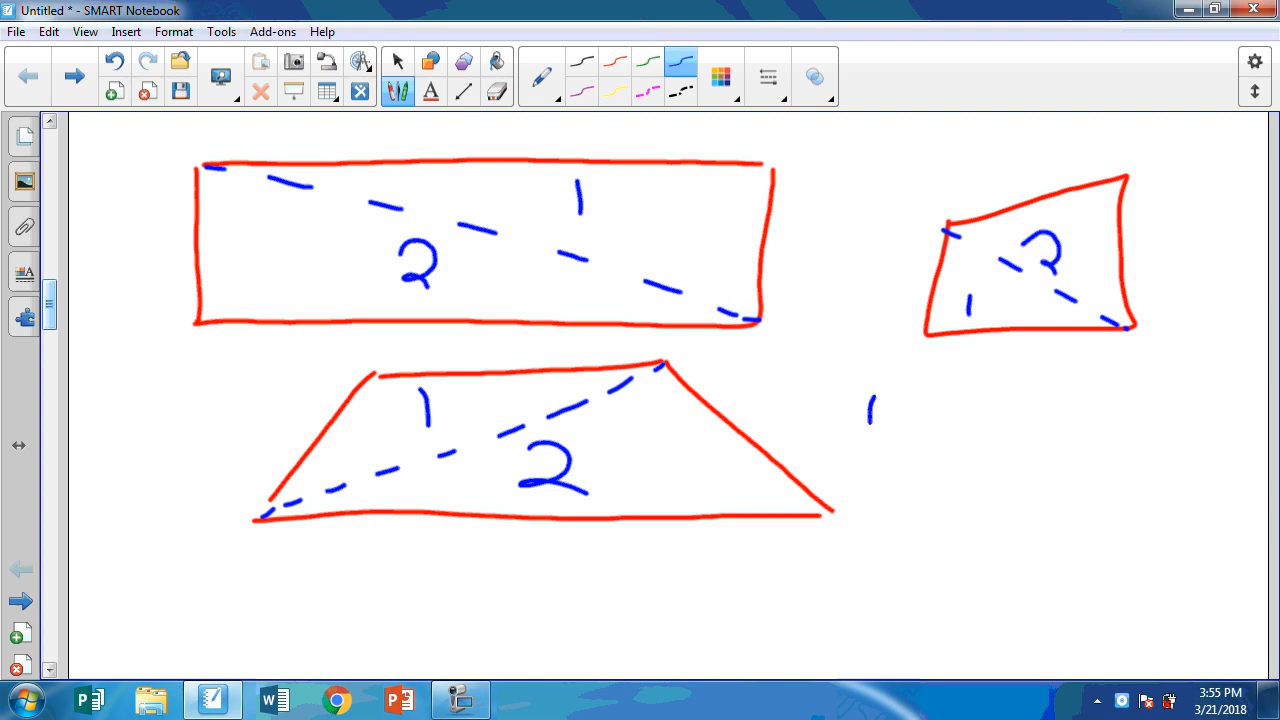 Untitled * - SMART Notebook
File Edit View Insert Format Tools Add-ons Help
1
2
2
1
1
2
1
3:55 PM
3/21/2018